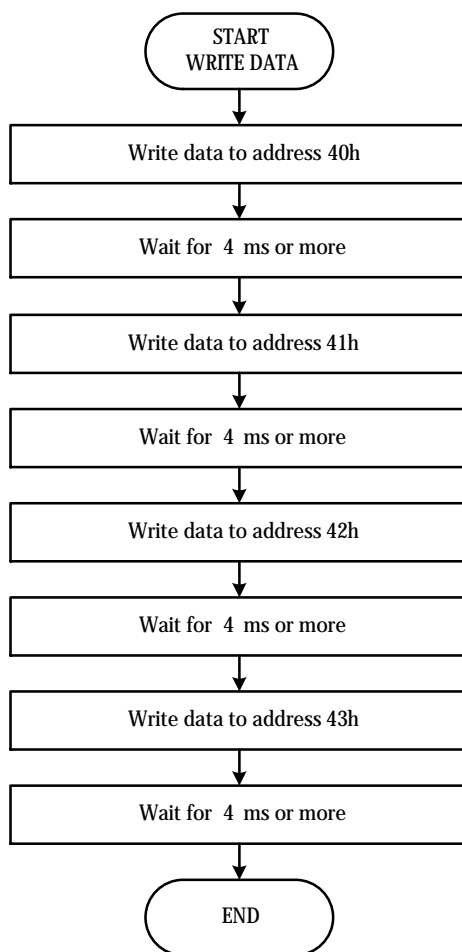 START
WRITE DATA
Write data to address 40h
Wait for 4 ms or more
Write data to address 41h
Wait for 4 ms or more
Write data to address 42h
Wait for 4 ms or more
Write data to address 43h
Wait for 4 ms or more
END